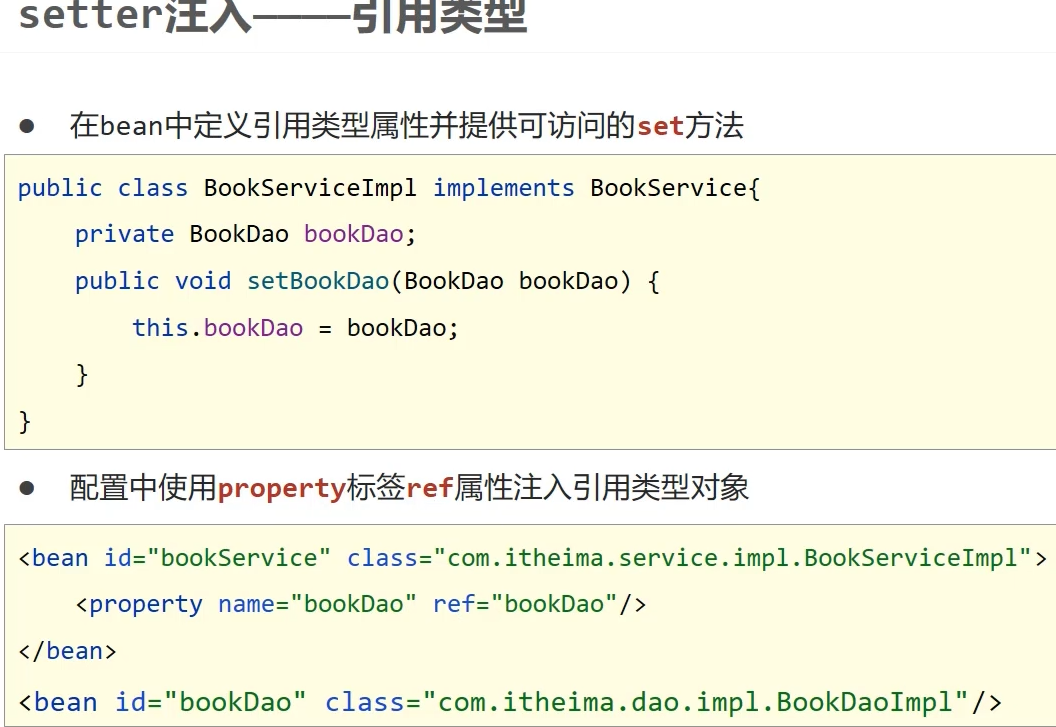 setter注入————引用类型
● 在bean中定义引用类型属性并提供可访问的set方法
public class BookServiceImpl implements BookService{
    private BookDao bookDao;
    public void setBookDao(BookDao bookDao) {
        this.bookDao = bookDao;
    }
}
● 配置中使用property标签ref属性注入引用类型对象
<bean id="bookService" class="com.itheima.service.impl.BookServiceImpl">
    <property name="bookDao" ref="bookDao"/>
</bean>
<bean id="bookDao" class="com.itheima.dao.impl.BookDaoImpl"/>